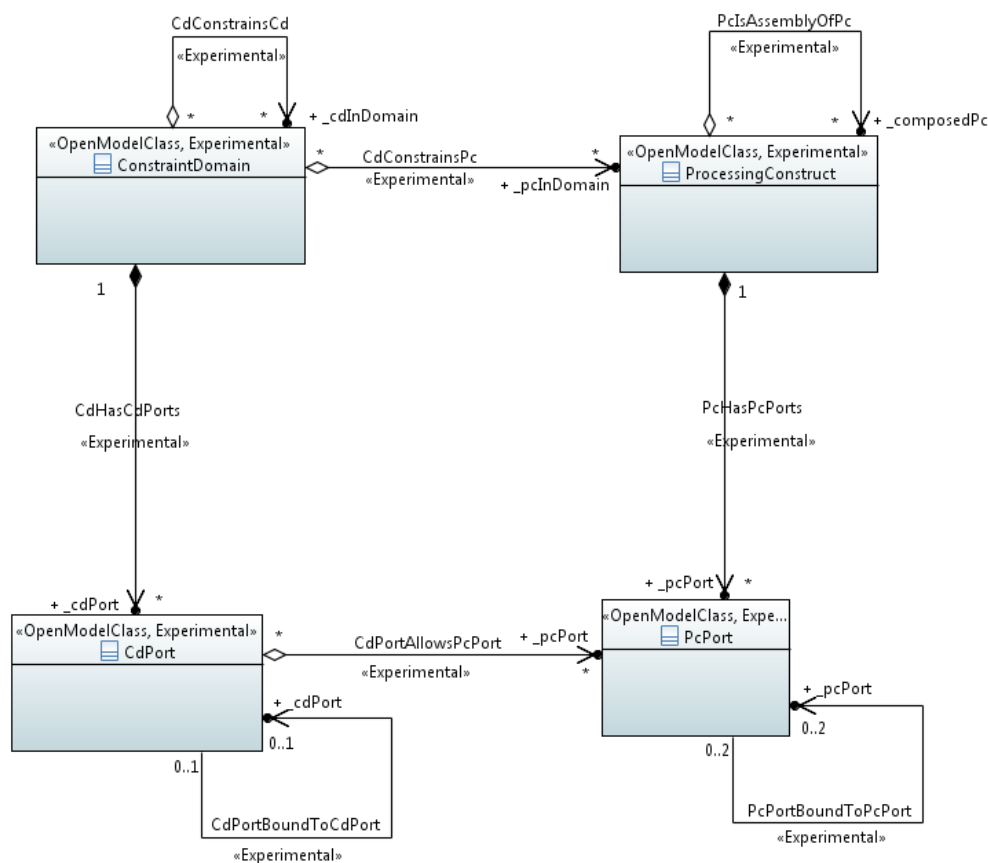 CdConstrainsCd
«Experimental»
*
*
+ _cdInDomain
PcIsAssemblyOfPc
«Experimental»
*
*
+ _composedPc
«OpenModelClass, Experimental»
ConstraintDomain
*
CdConstrainsPc
«Experimental»
*
+ _pcInDomain
«OpenModelClass, Experimental»
ProcessingConstruct
1
1
CdHasCdPorts
«Experimental»
PcHasPcPorts
«Experimental»
+ _cdPort
*
+ _pcPort
*
«OpenModelClass, Experimental»
CdPort
*
CdPortAllowsPcPort
«Experimental»
+ _pcPort
*
«OpenModelClass, Expe...
PcPort
+ _cdPort
0..1
0..1
CdPortBoundToCdPort
«Experimental»
+ _pcPort
0..2
0..2
PcPortBoundToPcPort
«Experimental»